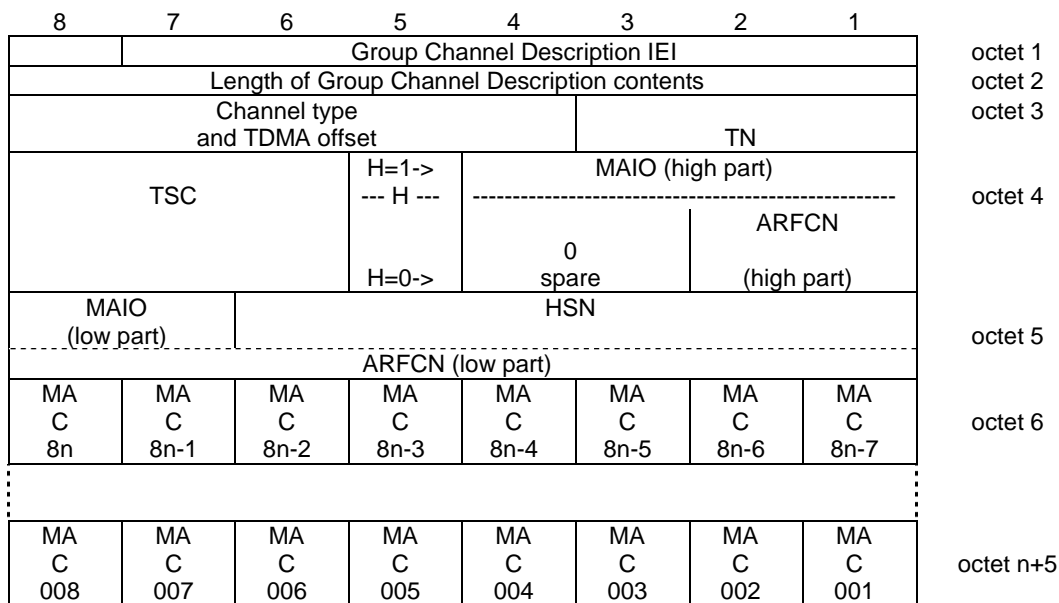 8 7 6 5 4 3 2 1
Group Channel Description IEI octet 1
Length of Group Channel Description contents octet 2
Channel type octet 3
and TDMA offset TN
H=1-> MAIO (high part)
TSC --- H --- ---------------------------------------------------- octet 4
ARFCN
0
H=0-> spare (high part)
MAIO HSN
(low part) octet 5
ARFCN (low part)
MA MA MA MA MA MA MA MA
C C C C C C C C octet 6
8n 8n-1 8n-2 8n-3 8n-4 8n-5 8n-6 8n-7
MA MA MA MA MA MA MA MA
C C C C C C C C octet n+5
008 007 006 005 004 003 002 001